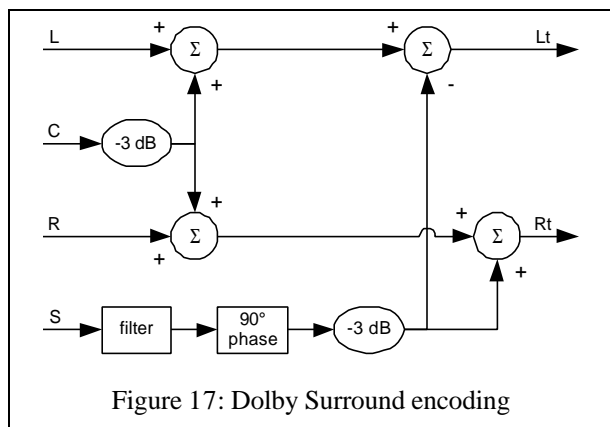 L + Σ + + Σ Lt
+ -
C -3 dB
+
R + Σ + Σ Rt
+
S filter 90° phase -3 dB
Figure 17: Dolby Surround encoding